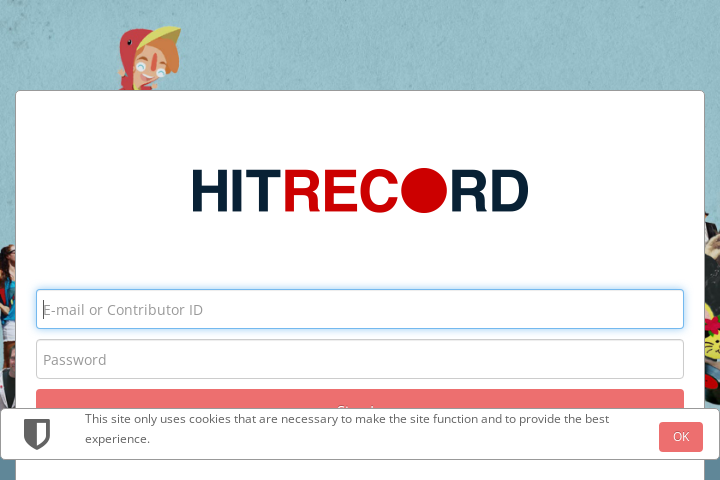 HITRECORD
E-mail or Contributor ID
Password
This site only uses cookies that are necessary to make the site function and to provide the best
experience.
OK